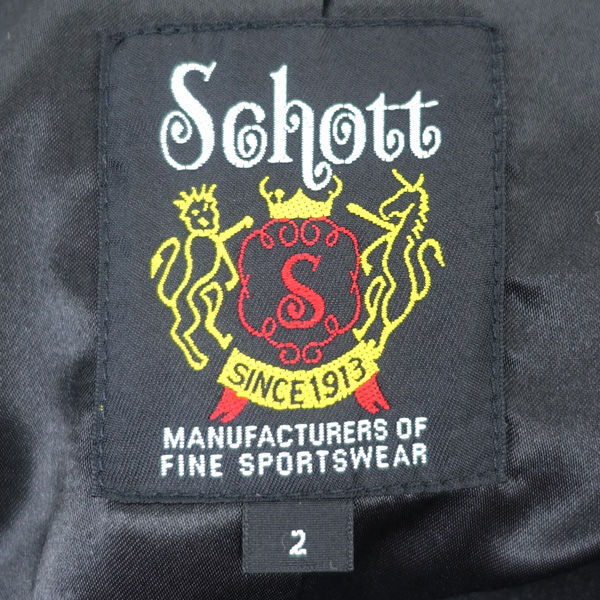 Schott
S
SINCE 1913
MANUFACTURERS OF
FINE SPORTSWEAR
2